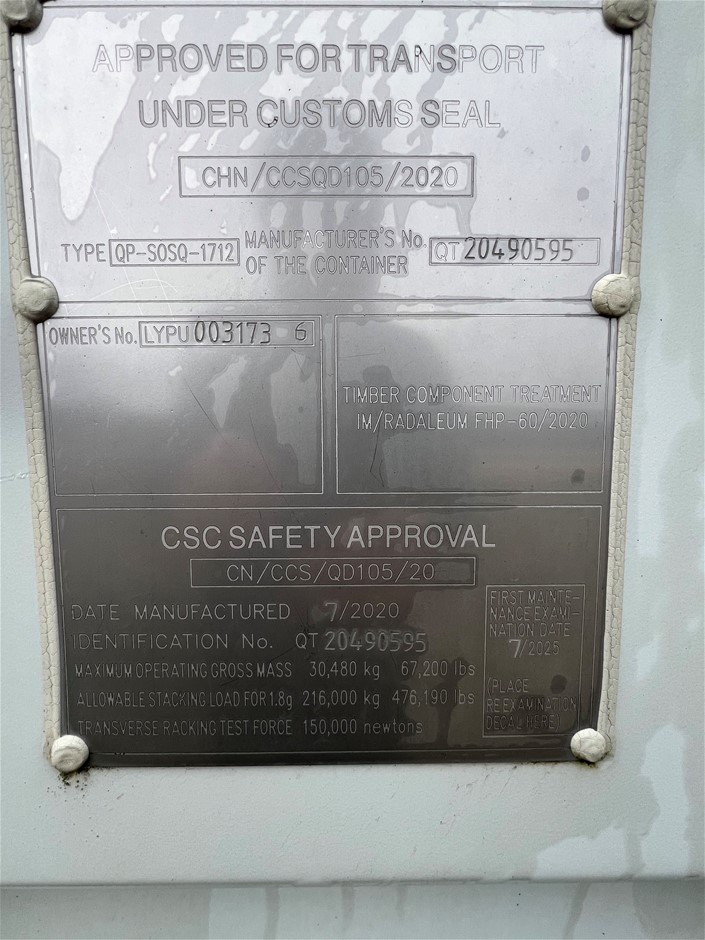 APPROVED FOR TRANSPORT
UNDER CUSTOMS SEAL
CHN/CCSQD105/2020
TYPE QP-SOSQ-1712 MANUFACTURER'S No. OF THE CONTAINER QT 20490595
OWNER'S No. LYPU 003173 6
TIMBER COMPONENT TREATMENT
IM/RADALEUM FHP-60/2020
CSC SAFETY APPROVAL
CN/CCS/QD105/20
DATE MANUFACTURED 7/2020
IDENTIFICATION No. QT 20490595
MAXIMUM OPERATING GROSS MASS 30,480 kg 67,200 lbs
ALLOWABLE STACKING LOAD FOR 1.8g 216,000 kg 476,190 lbs
TRANSVERSE RACKING TEST FORCE 150,000 newtons
FIRST MAINTE-
NANCE EXAMI-
NATION DATE
7/2025
(PLACE
RE EXAMINATION
DECAL HERE)